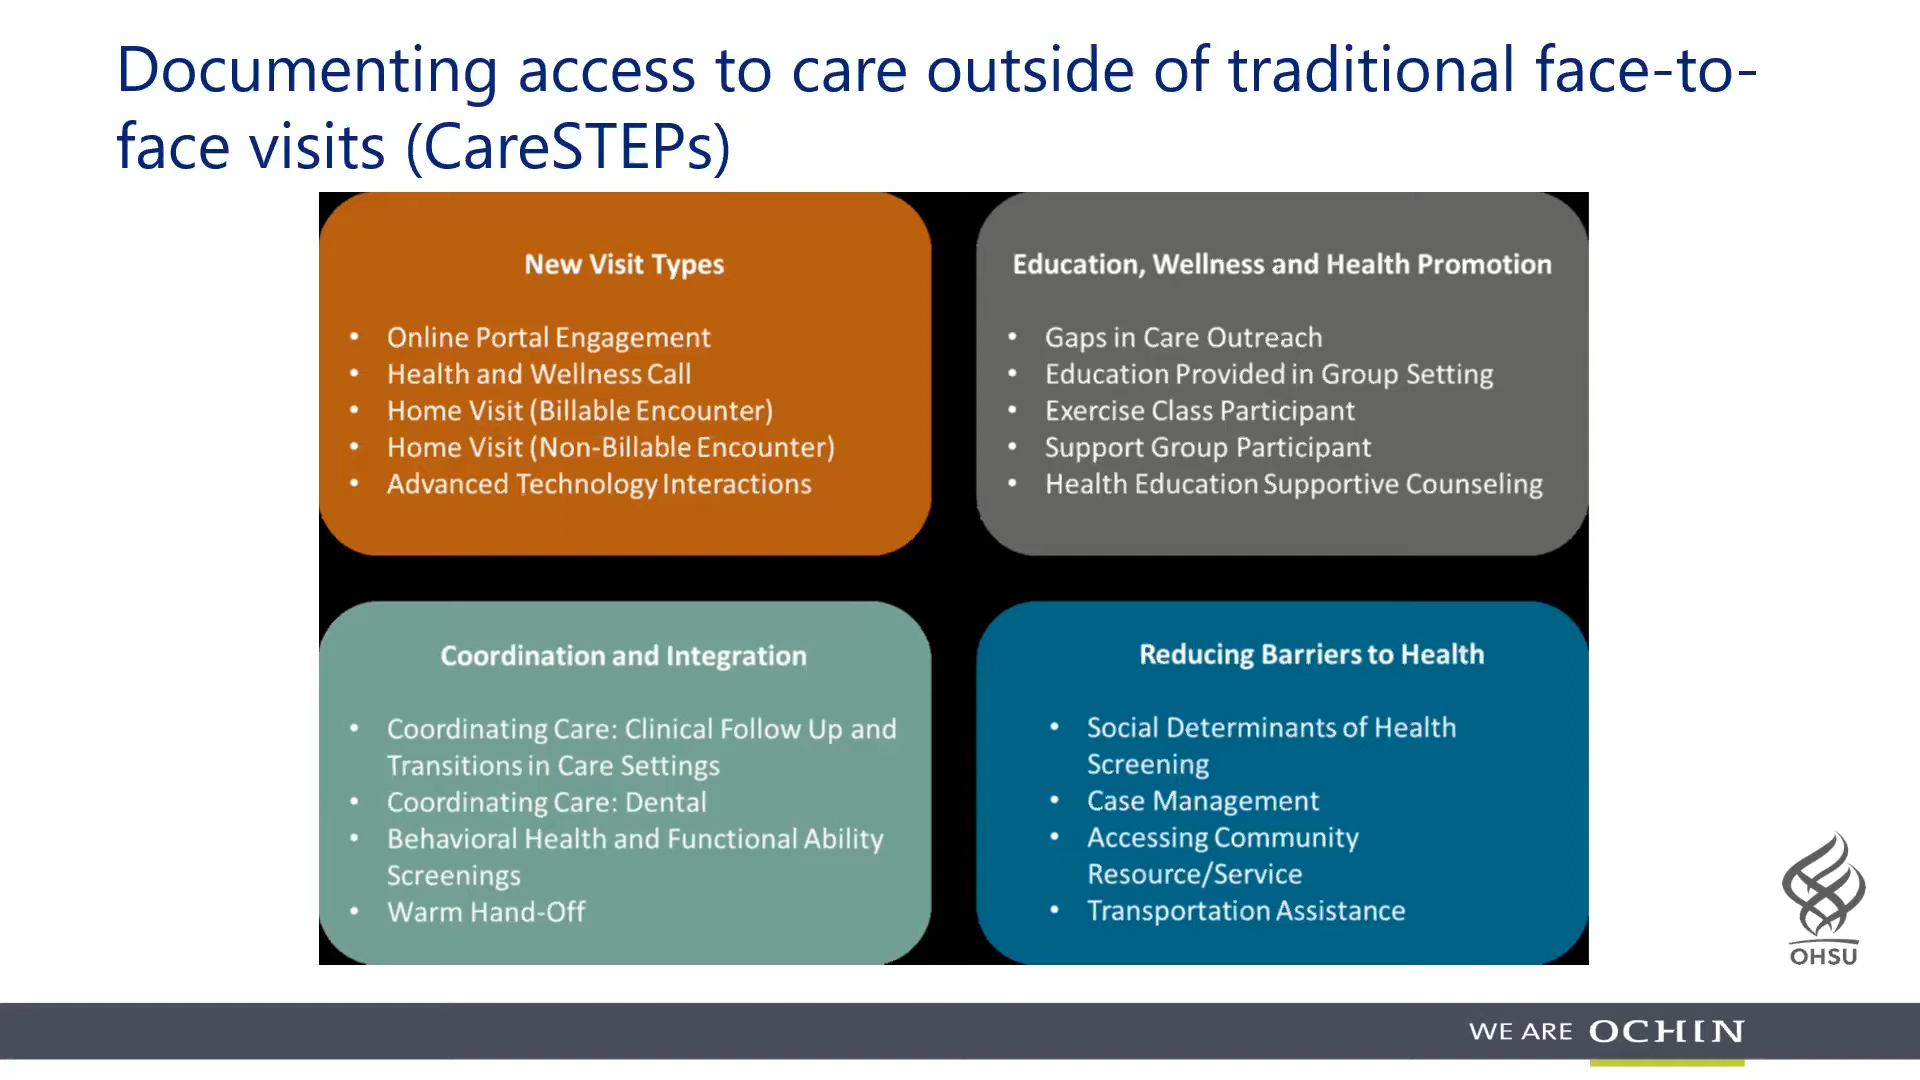 Documenting access to care outside of traditional face-to-
face visits (CareSTEPs)
New Visit Types
• Online Portal Engagement
• Health and Wellness Call
• Home Visit (Billable Encounter)
• Home Visit (Non-Billable Encounter)
• Advanced Technology Interactions
Education, Wellness and Health Promotion
• Gaps in Care Outreach
• Education Provided in Group Setting
• Exercise Class Participant
• Support Group Participant
• Health Education Supportive Counseling
Coordination and Integration
• Coordinating Care: Clinical Follow Up and
Transitions in Care Settings
• Coordinating Care: Dental
• Behavioral Health and Functional Ability
Screenings
• Warm Hand-Off
Reducing Barriers to Health
• Social Determinants of Health
Screening
• Case Management
• Accessing Community
Resource/Service
• Transportation Assistance
OHSU
WE ARE OCHIN